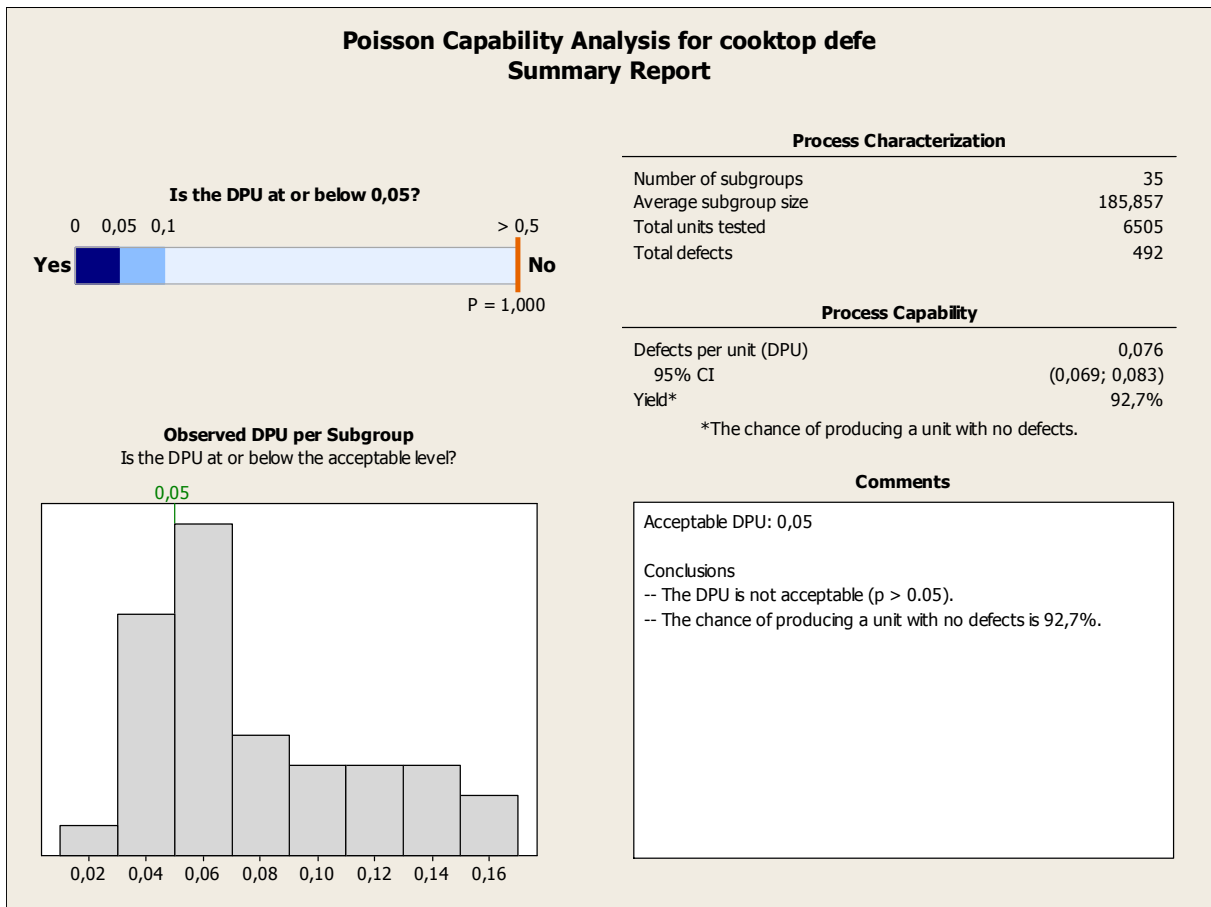 Poisson Capability Analysis for cooktop defe
Summary Report
Is the DPU at or below 0,05?
0 0,05 0,1 > 0,5
Yes No
P = 1,000
Process Characterization
Number of subgroups 35
Average subgroup size 185,857
Total units tested 6505
Total defects 492
Process Capability
Defects per unit (DPU) 0,076
95% CI (0,069; 0,083)
Yield* 92,7%
*The chance of producing a unit with no defects.
Observed DPU per Subgroup
Is the DPU at or below the acceptable level?
0,05
0,02 0,04 0,06 0,08 0,10 0,12 0,14 0,16
Comments
Acceptable DPU: 0,05
Conclusions
-- The DPU is not acceptable (p > 0.05).
-- The chance of producing a unit with no defects is 92,7%.